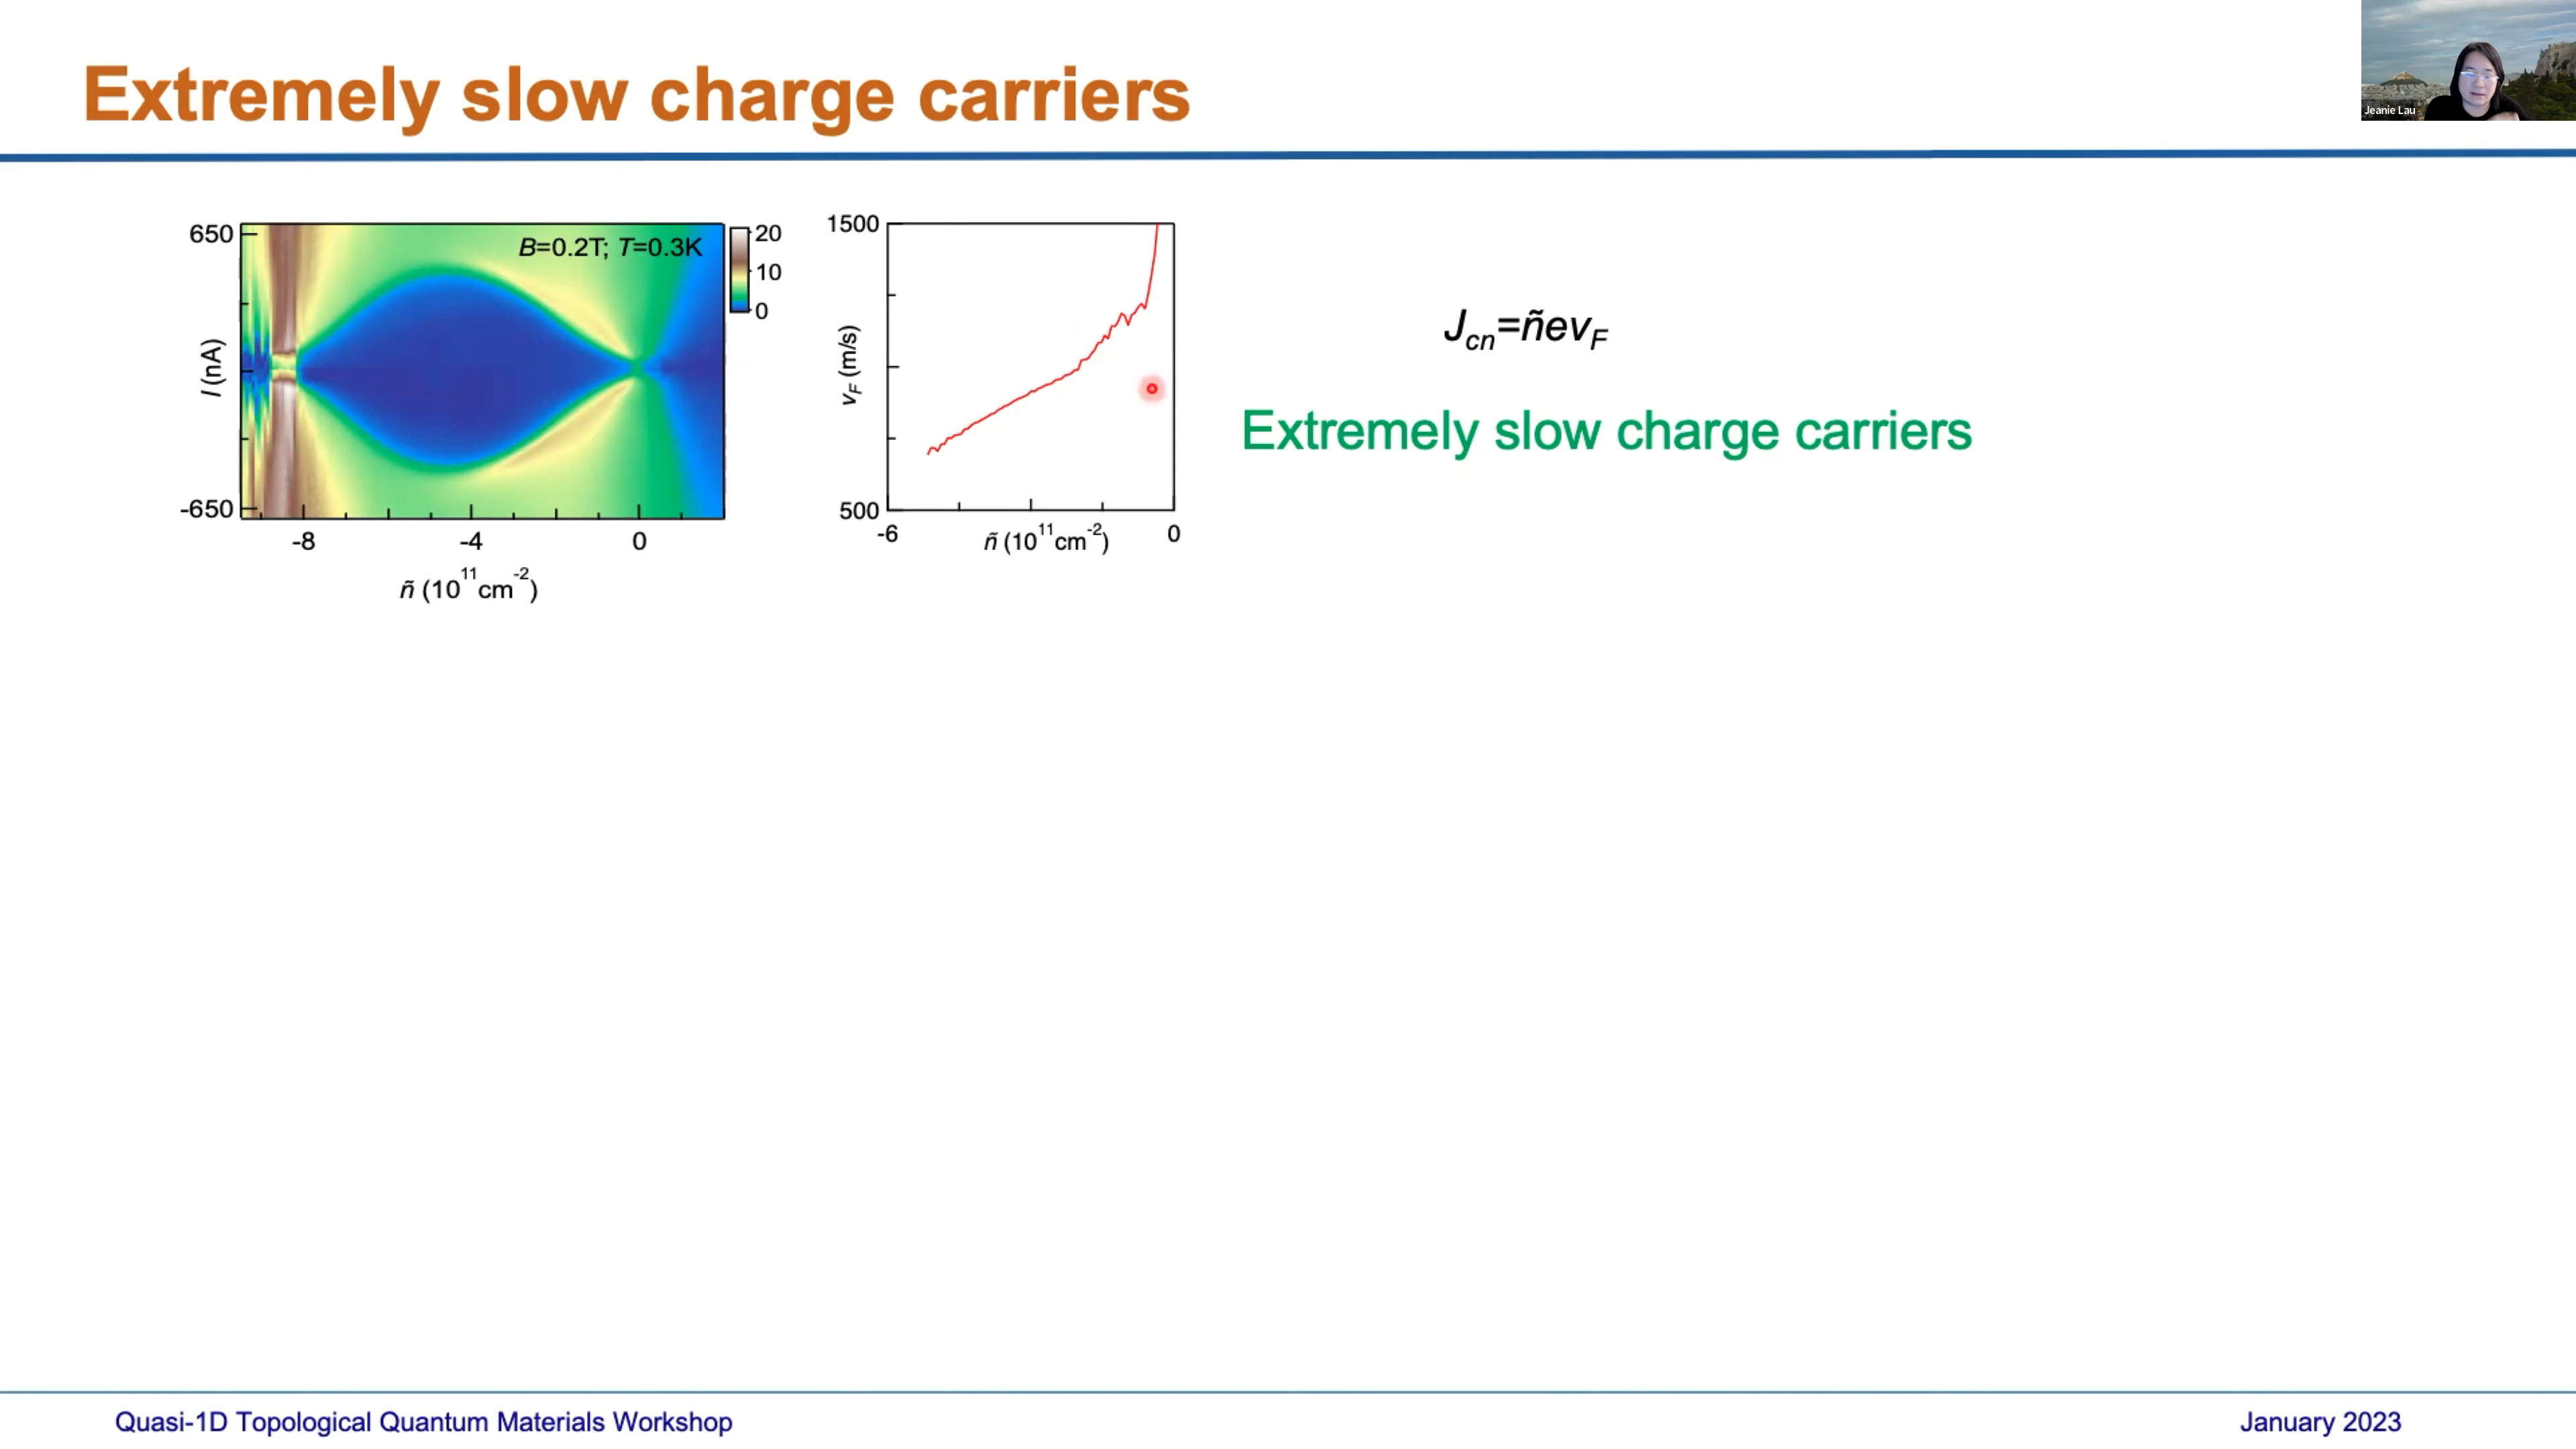 Extremely slow charge carriers
Jeanie Lau
650
B=0.2T; T=0.3K
20
10
0
I (nA)
-650
-8
-4
0
ñ (10¹¹cm⁻²)
1500
v_F (m/s)
500
-6
ñ (10¹¹cm⁻²)
0
J_cn=ñev_F
Extremely slow charge carriers
Quasi-1D Topological Quantum Materials Workshop
January 2023